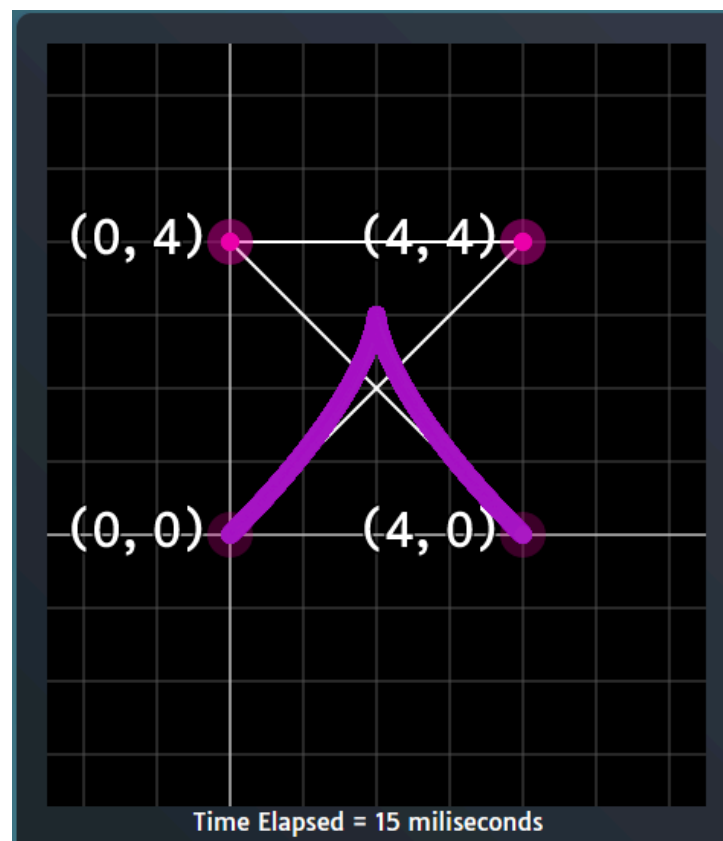 (0, 4) (4, 4)
(0, 0) (4, 0)
Time Elapsed = 15 miliseconds